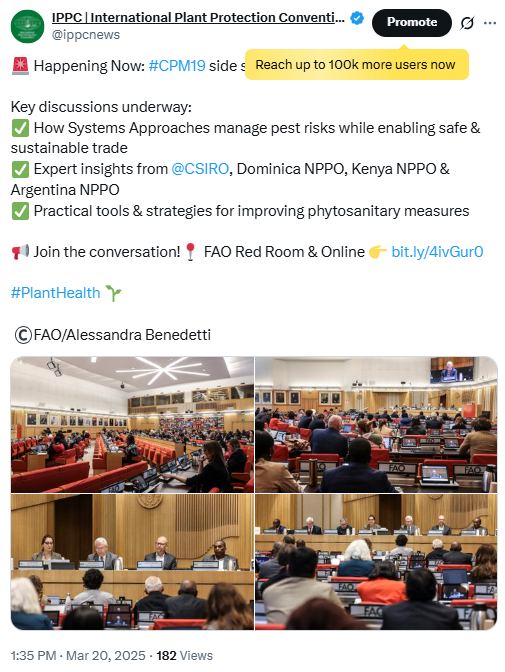 IPPC | International Plant Protection Conventi...
@ippcnews
Promote
Reach up to 100k more users now
🚨 Happening Now: #CPM19 side s
Key discussions underway:
✅ How Systems Approaches manage pest risks while enabling safe &
sustainable trade
✅ Expert insights from @CSIRO, Dominica NPPO, Kenya NPPO &
Argentina NPPO
✅ Practical tools & strategies for improving phytosanitary measures
📢 Join the conversation!📍 FAO Red Room & Online 👉 bit.ly/4ivGur0
#PlantHealth 🌱
©FAO/Alessandra Benedetti
FAO
FAO
FAO
FAO
FAO
1:35 PM · Mar 20, 2025 · 182 Views